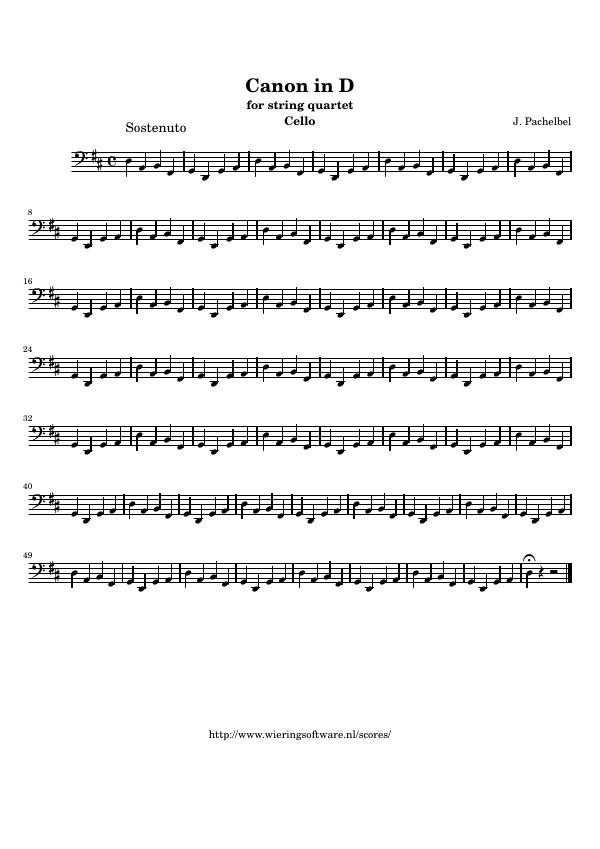 Canon in D
for string quartet
Cello
J. Pachelbel
Sostenuto
8
16
24
32
40
49
http://www.wieringsoftware.nl/scores/